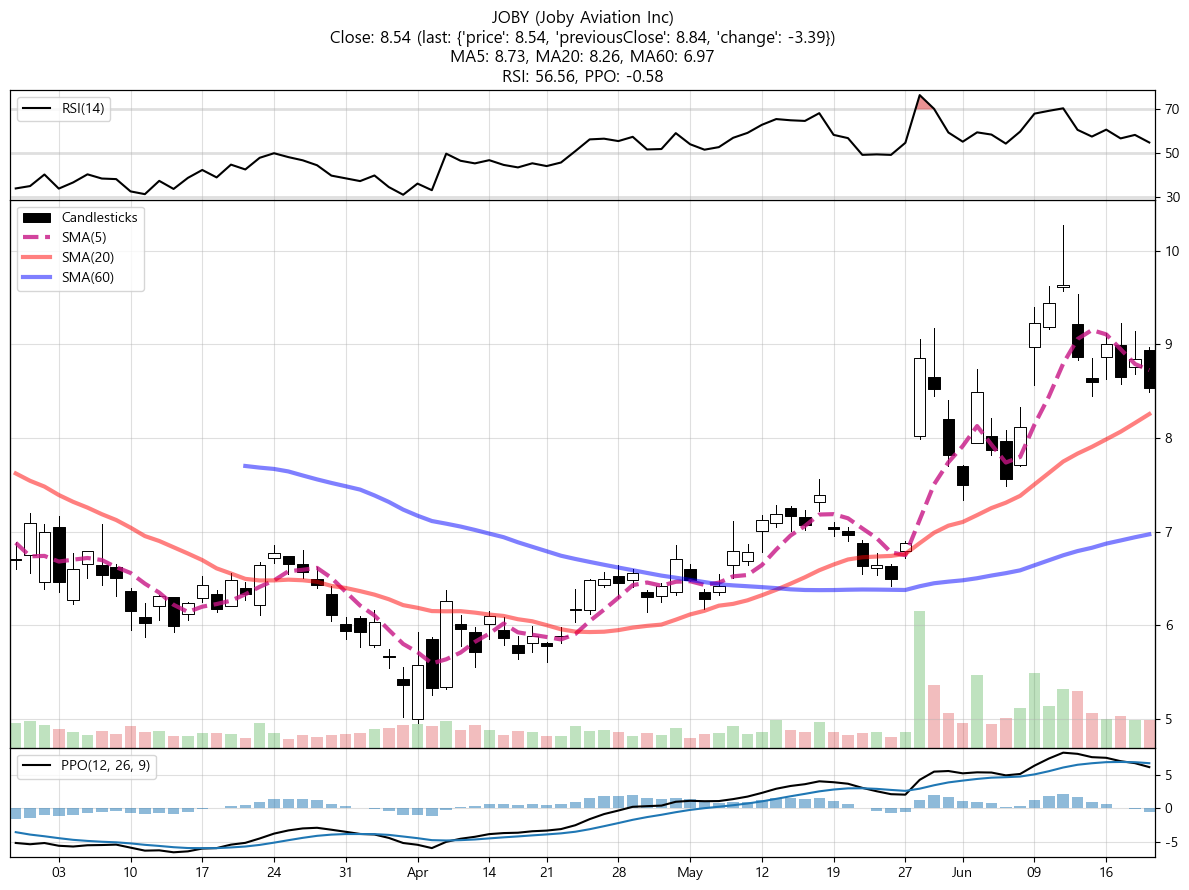 JOBY (Joby Aviation Inc)
Close: 8.54 (last: {'price': 8.54, 'previousClose': 8.84, 'change': -3.39})
MA5: 8.73, MA20: 8.26, MA60: 6.97
RSI: 56.56, PPO: -0.58
RSI(14)
70
50
30
Candlesticks
SMA(5)
SMA(20)
SMA(60)
10
9
8
7
6
5
PPO(12, 26, 9)
5
0
-5
03 10 17 24 31 Apr 14 21 28 May 12 19 27 Jun 09 16